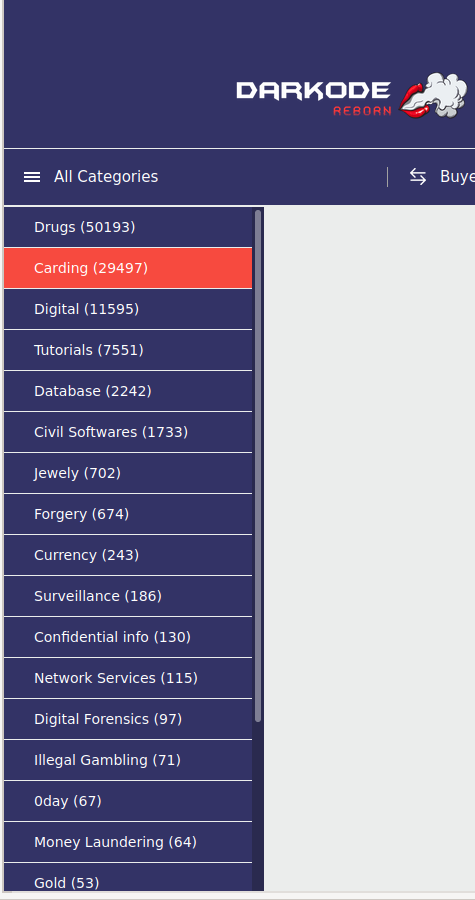 DARKODE
REBORN
All Categories
Buye
Drugs (50193)
Carding (29497)
Digital (11595)
Tutorials (7551)
Database (2242)
Civil Softwares (1733)
Jewely (702)
Forgery (674)
Currency (243)
Surveillance (186)
Confidential info (130)
Network Services (115)
Digital Forensics (97)
Illegal Gambling (71)
0day (67)
Money Laundering (64)
Gold (53)